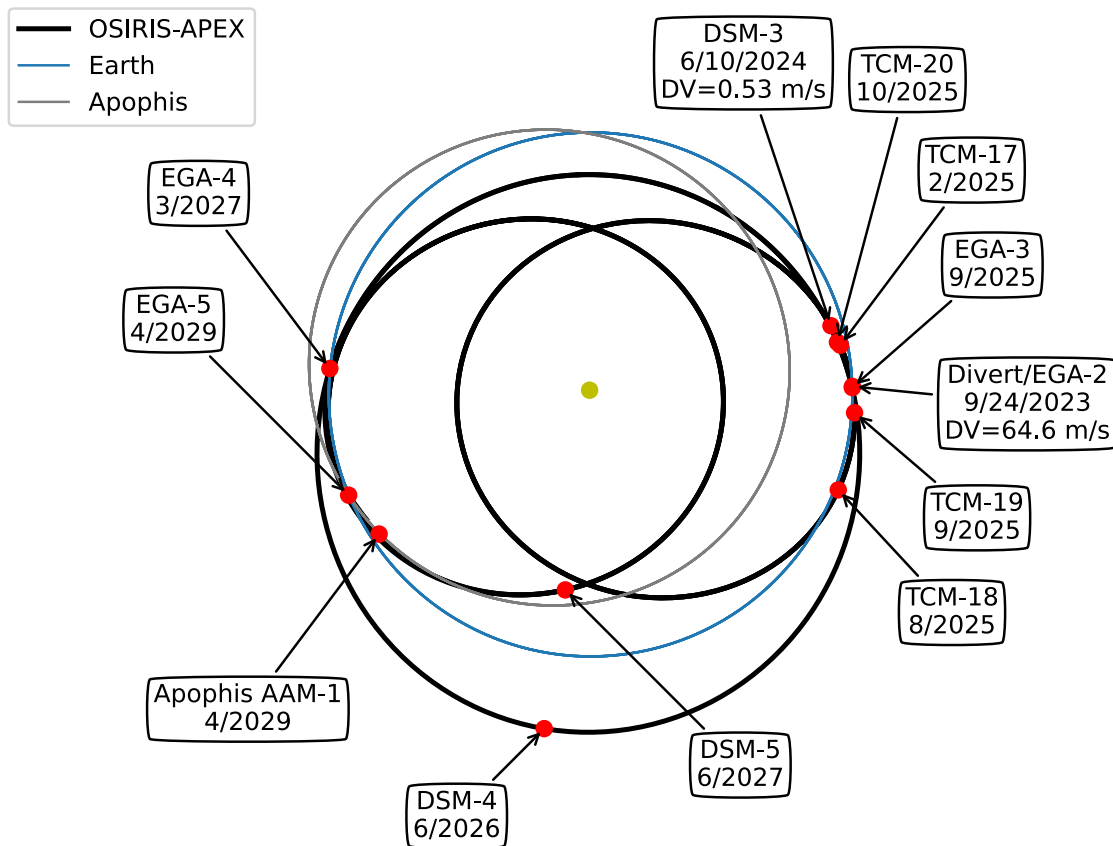 OSIRIS-APEX
Earth
Apophis
DSM-3
6/10/2024
DV=0.53 m/s
TCM-20
10/2025
TCM-17
2/2025
EGA-4
3/2027
EGA-3
9/2025
EGA-5
4/2029
Divert/EGA-2
9/24/2023
DV=64.6 m/s
TCM-19
9/2025
TCM-18
8/2025
Apophis AAM-1
4/2029
DSM-5
6/2027
DSM-4
6/2026